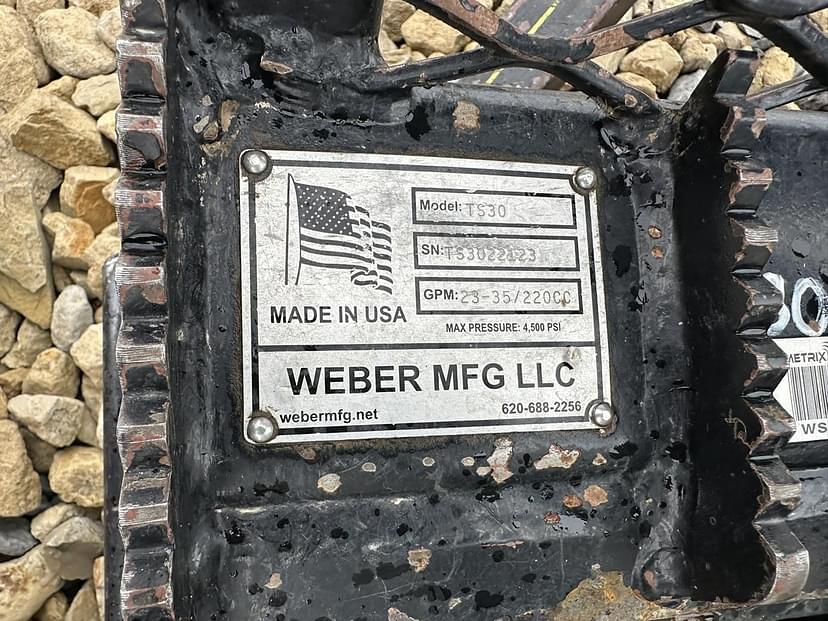 Model: TS30
SN: TS3022123
GPM: 23-35/220CC
MADE IN USA
MAX PRESSURE: 4,500 PSI
WEBER MFG LLC
webermfg.net
620-688-2256
METRIX
WS